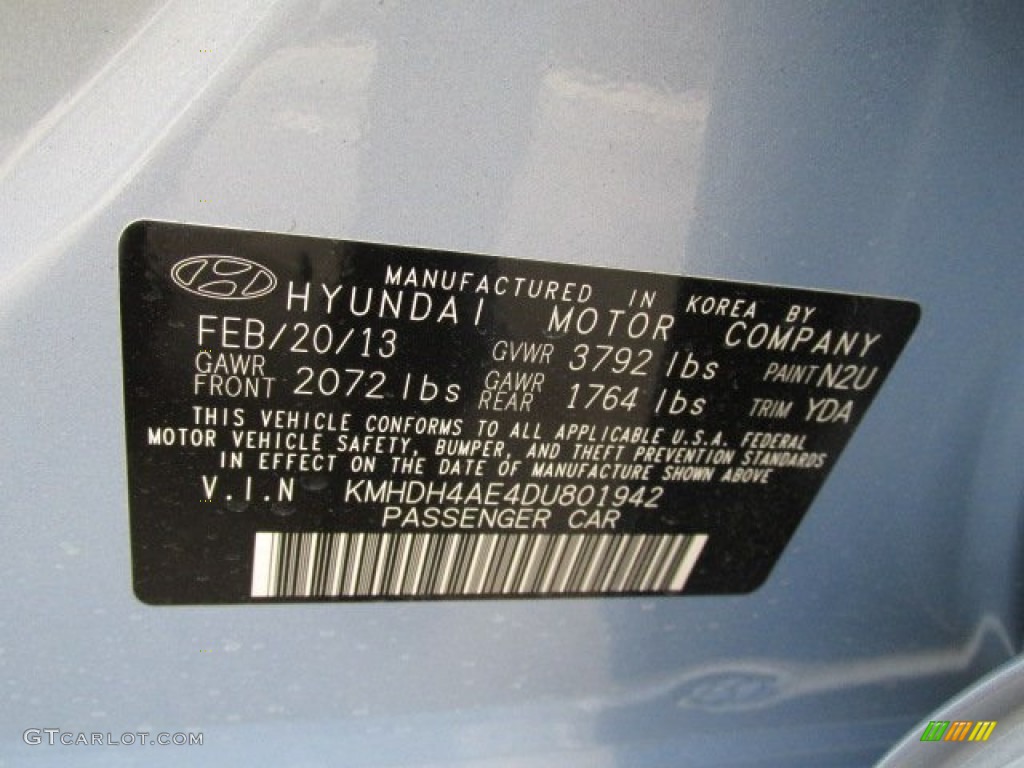 MANUFACTURED IN KOREA BY
HYUNDAI MOTOR COMPANY
FEB/20/13 GVWR 3792 lbs PAINT N2U
GAWR FRONT 2072 lbs GAWR REAR 1764 lbs TRIM YDA
THIS VEHICLE CONFORMS TO ALL APPLICABLE U.S.A. FEDERAL
MOTOR VEHICLE SAFETY, BUMPER, AND THEFT PREVENTION STANDARDS
IN EFFECT ON THE DATE OF MANUFACTURE SHOWN ABOVE
V.I.N KMHDH4AE4DU801942
PASSENGER CAR
GTCARLOT.COM